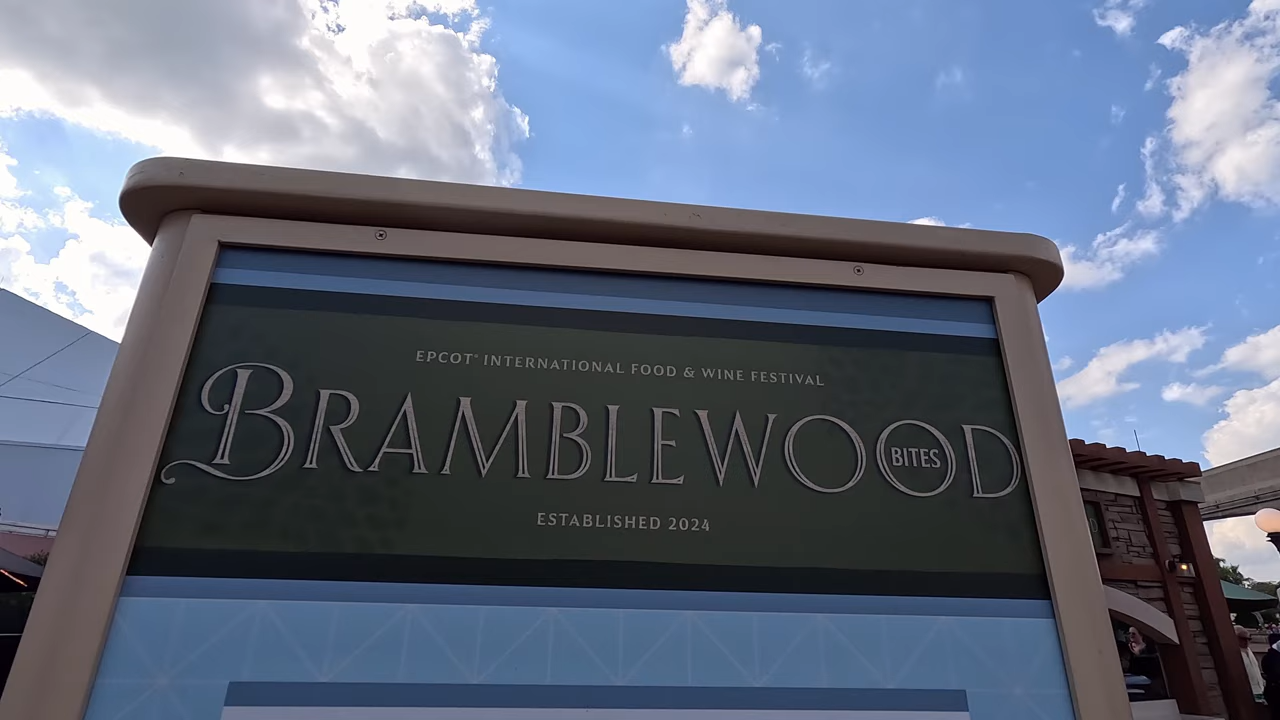 EPCOT® INTERNATIONAL FOOD & WINE FESTIVAL
BRAMBLEWOOD
BITES
ESTABLISHED 2024